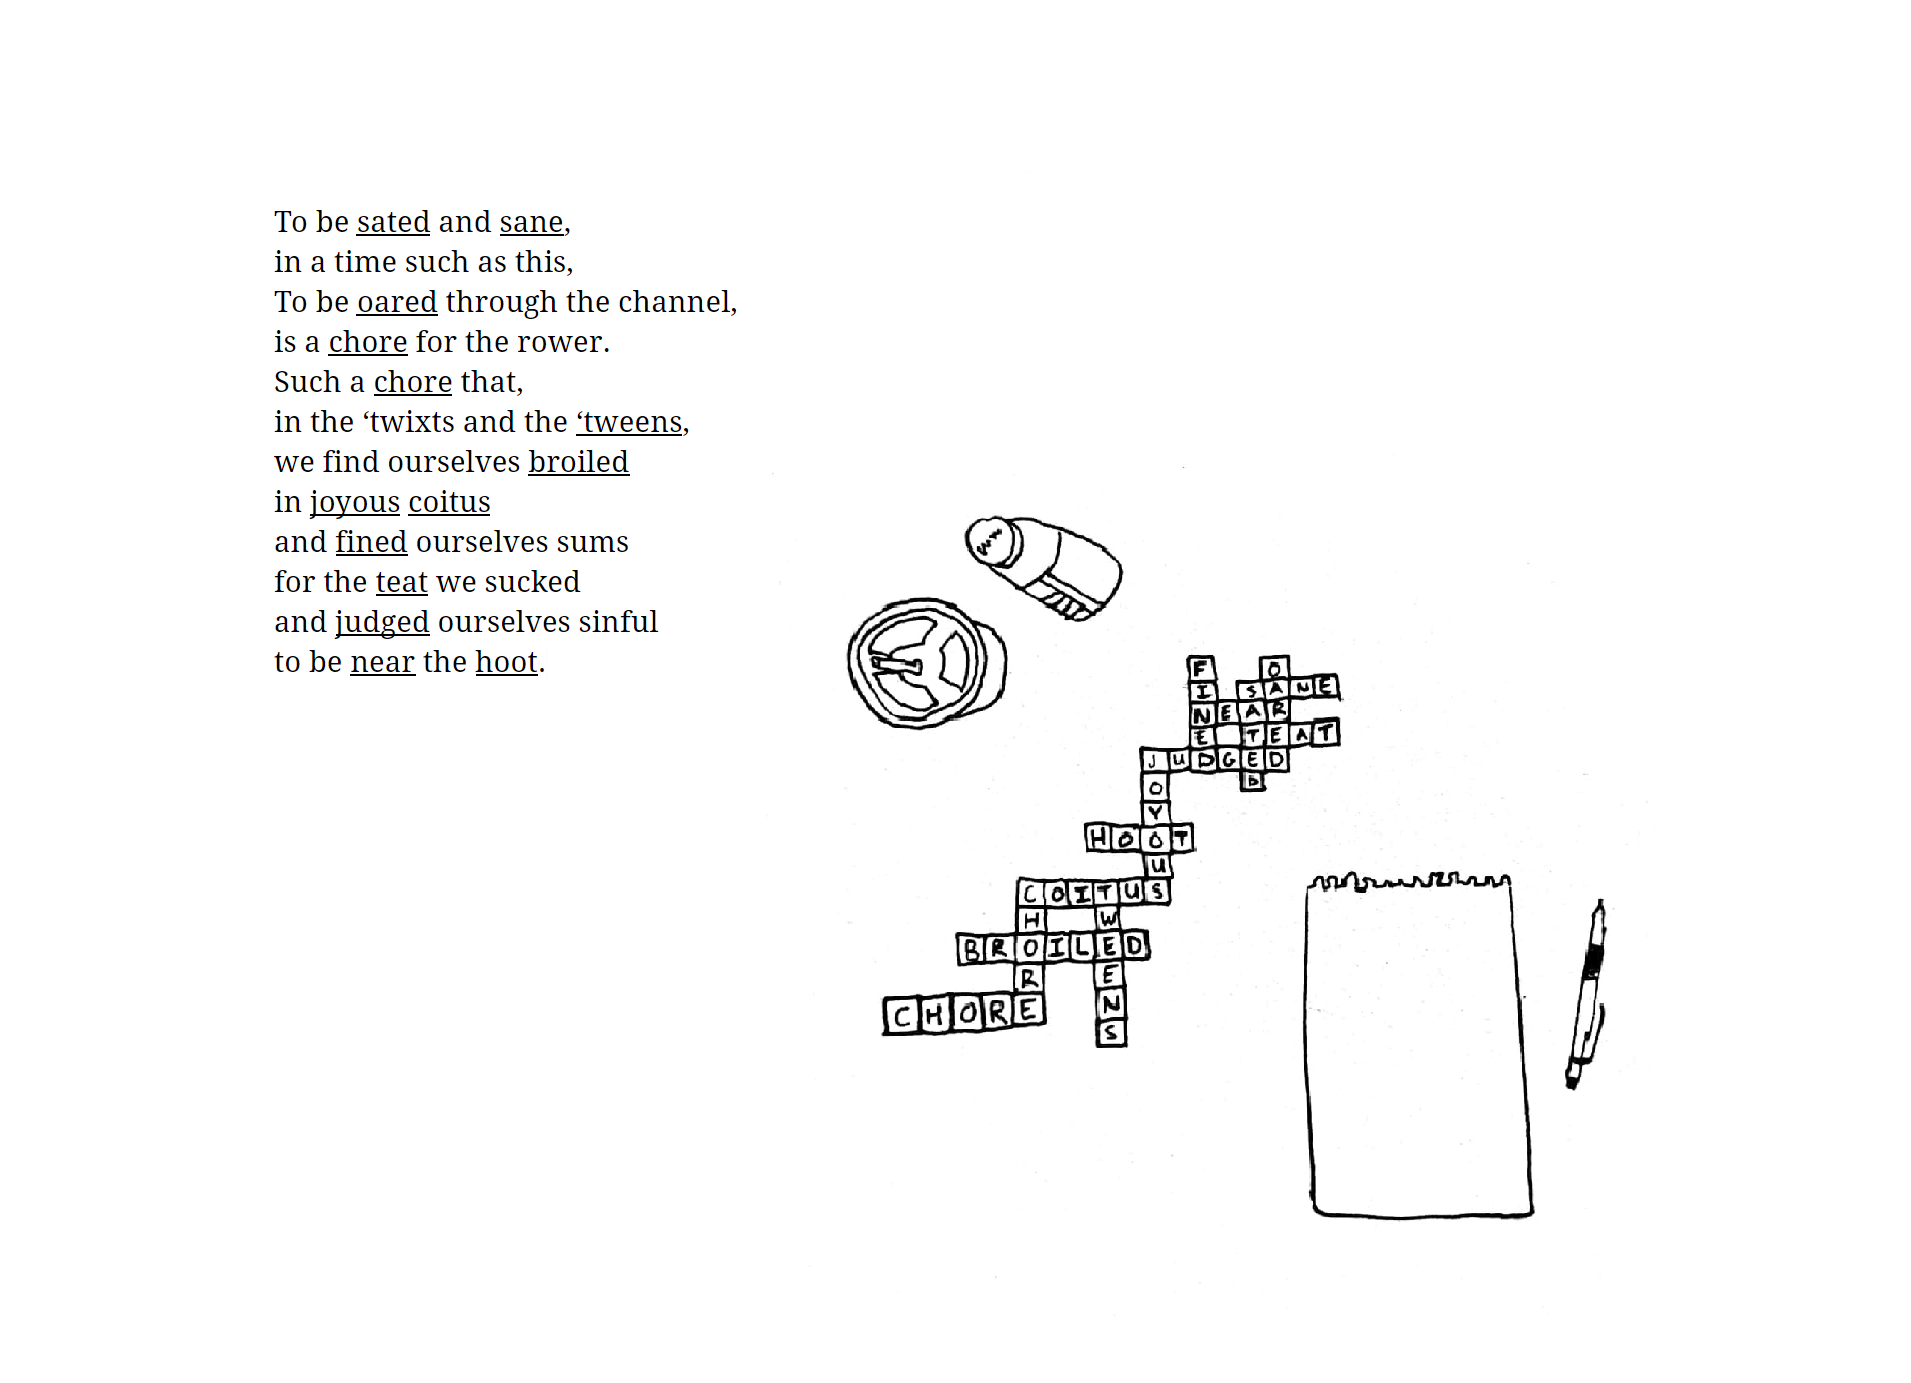 To be sated and sane,
in a time such as this,
To be oared through the channel,
is a chore for the rower.
Such a chore that,
in the ‘twixts and the ‘tweens,
we find ourselves broiled
in joyous coitus
and fined ourselves sums
for the teat we sucked
and judged ourselves sinful
to be near the hoot.
FINED
OARED
SANE
NEAR
SATED
TEAT
JUDGED
JOYOUS
HOOT
COITUS
CHORE
TWEENS
BROILED
CHORE